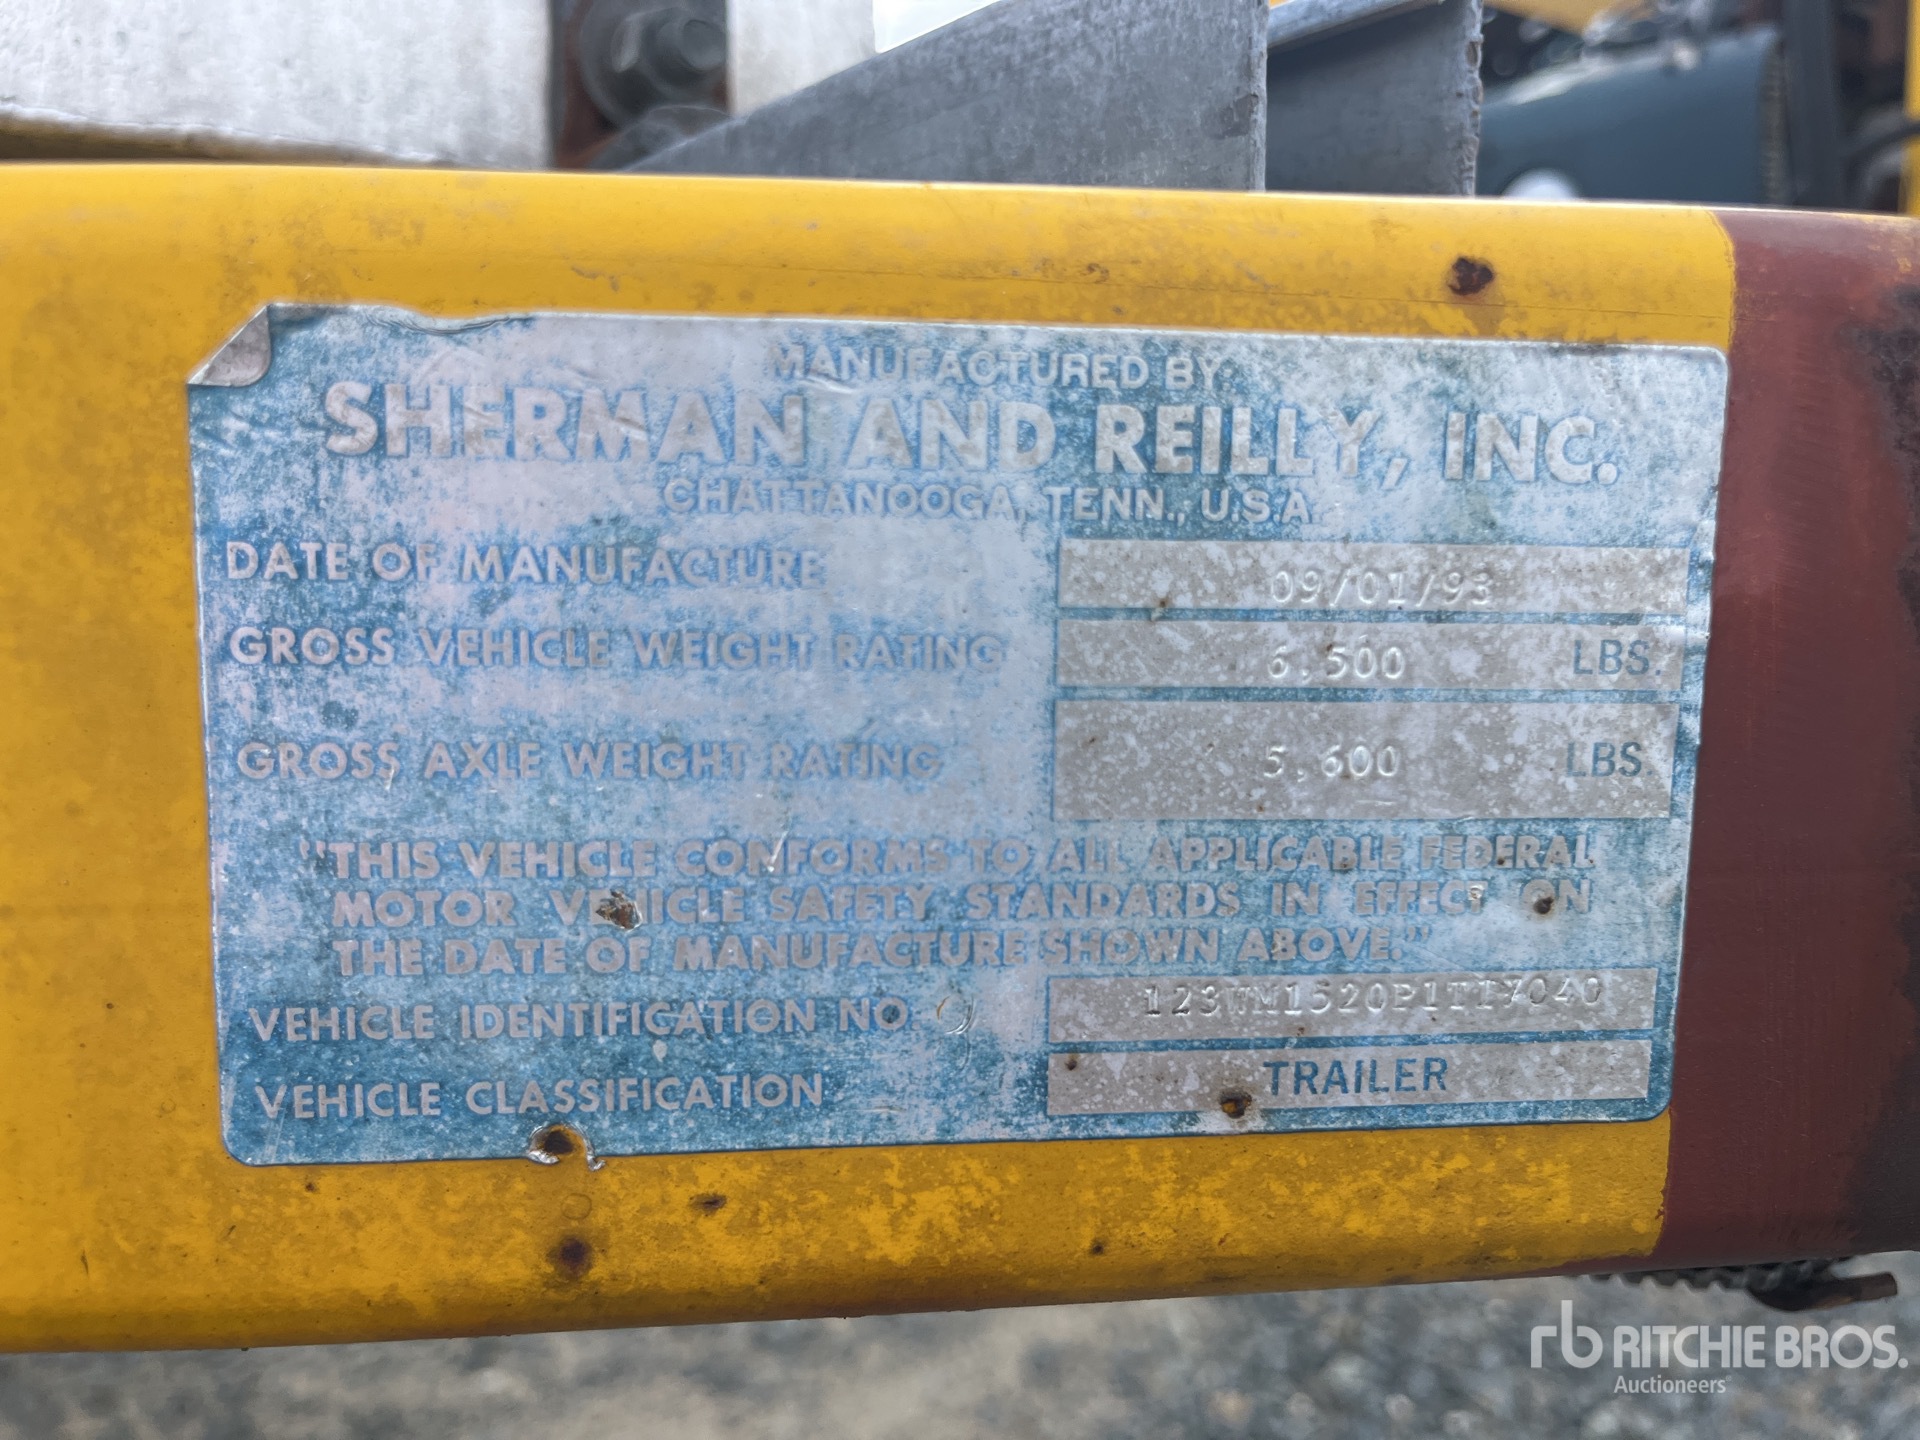 MANUFACTURED BY:
SHERMAN AND REILLY, INC.
CHATTANOOGA, TENN., U.S.A.
DATE OF MANUFACTURE 09/01/93
GROSS VEHICLE WEIGHT RATING 6,500 LBS.
GROSS AXLE WEIGHT RATING 5,600 LBS.
"THIS VEHICLE CONFORMS TO ALL APPLICABLE FEDERAL
MOTOR VEHICLE SAFETY STANDARDS IN EFFECT ON
THE DATE OF MANUFACTURE SHOWN ABOVE."
VEHICLE IDENTIFICATION NO. 123WM1520P1T17040
VEHICLE CLASSIFICATION TRAILER
rb RITCHIE BROS.
Auctioneers